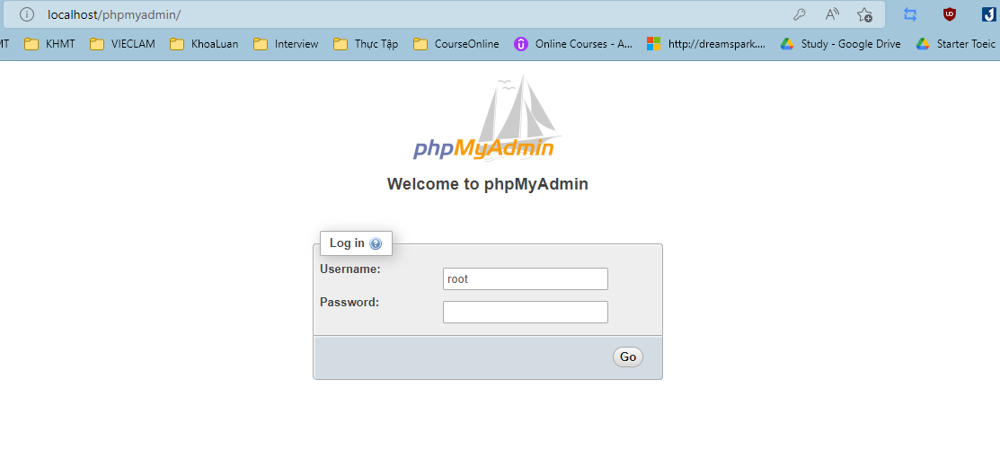 localhost/phpmyadmin/
MT KHMT VIECLAM KhoaLuan Interview Thực Tập CourseOnline Online Courses - A... http://dreamspark.... Study - Google Drive Starter Toeic
phpMyAdmin
Welcome to phpMyAdmin
Log in
Username:
root
Password:
Go